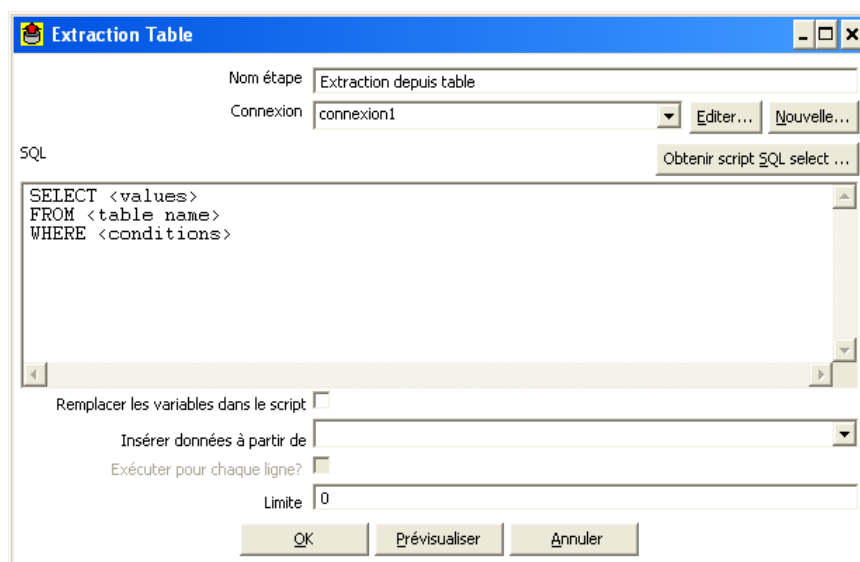 Extraction Table
Nom étape Extraction depuis table
Connexion connexion1 Editer... Nouvelle...
SQL Obtenir script SQL select ...
SELECT <values>
FROM <table name>
WHERE <conditions>
Remplacer les variables dans le script
Insérer données à partir de
Exécuter pour chaque ligne?
Limite 0
OK Prévisualiser Annuler